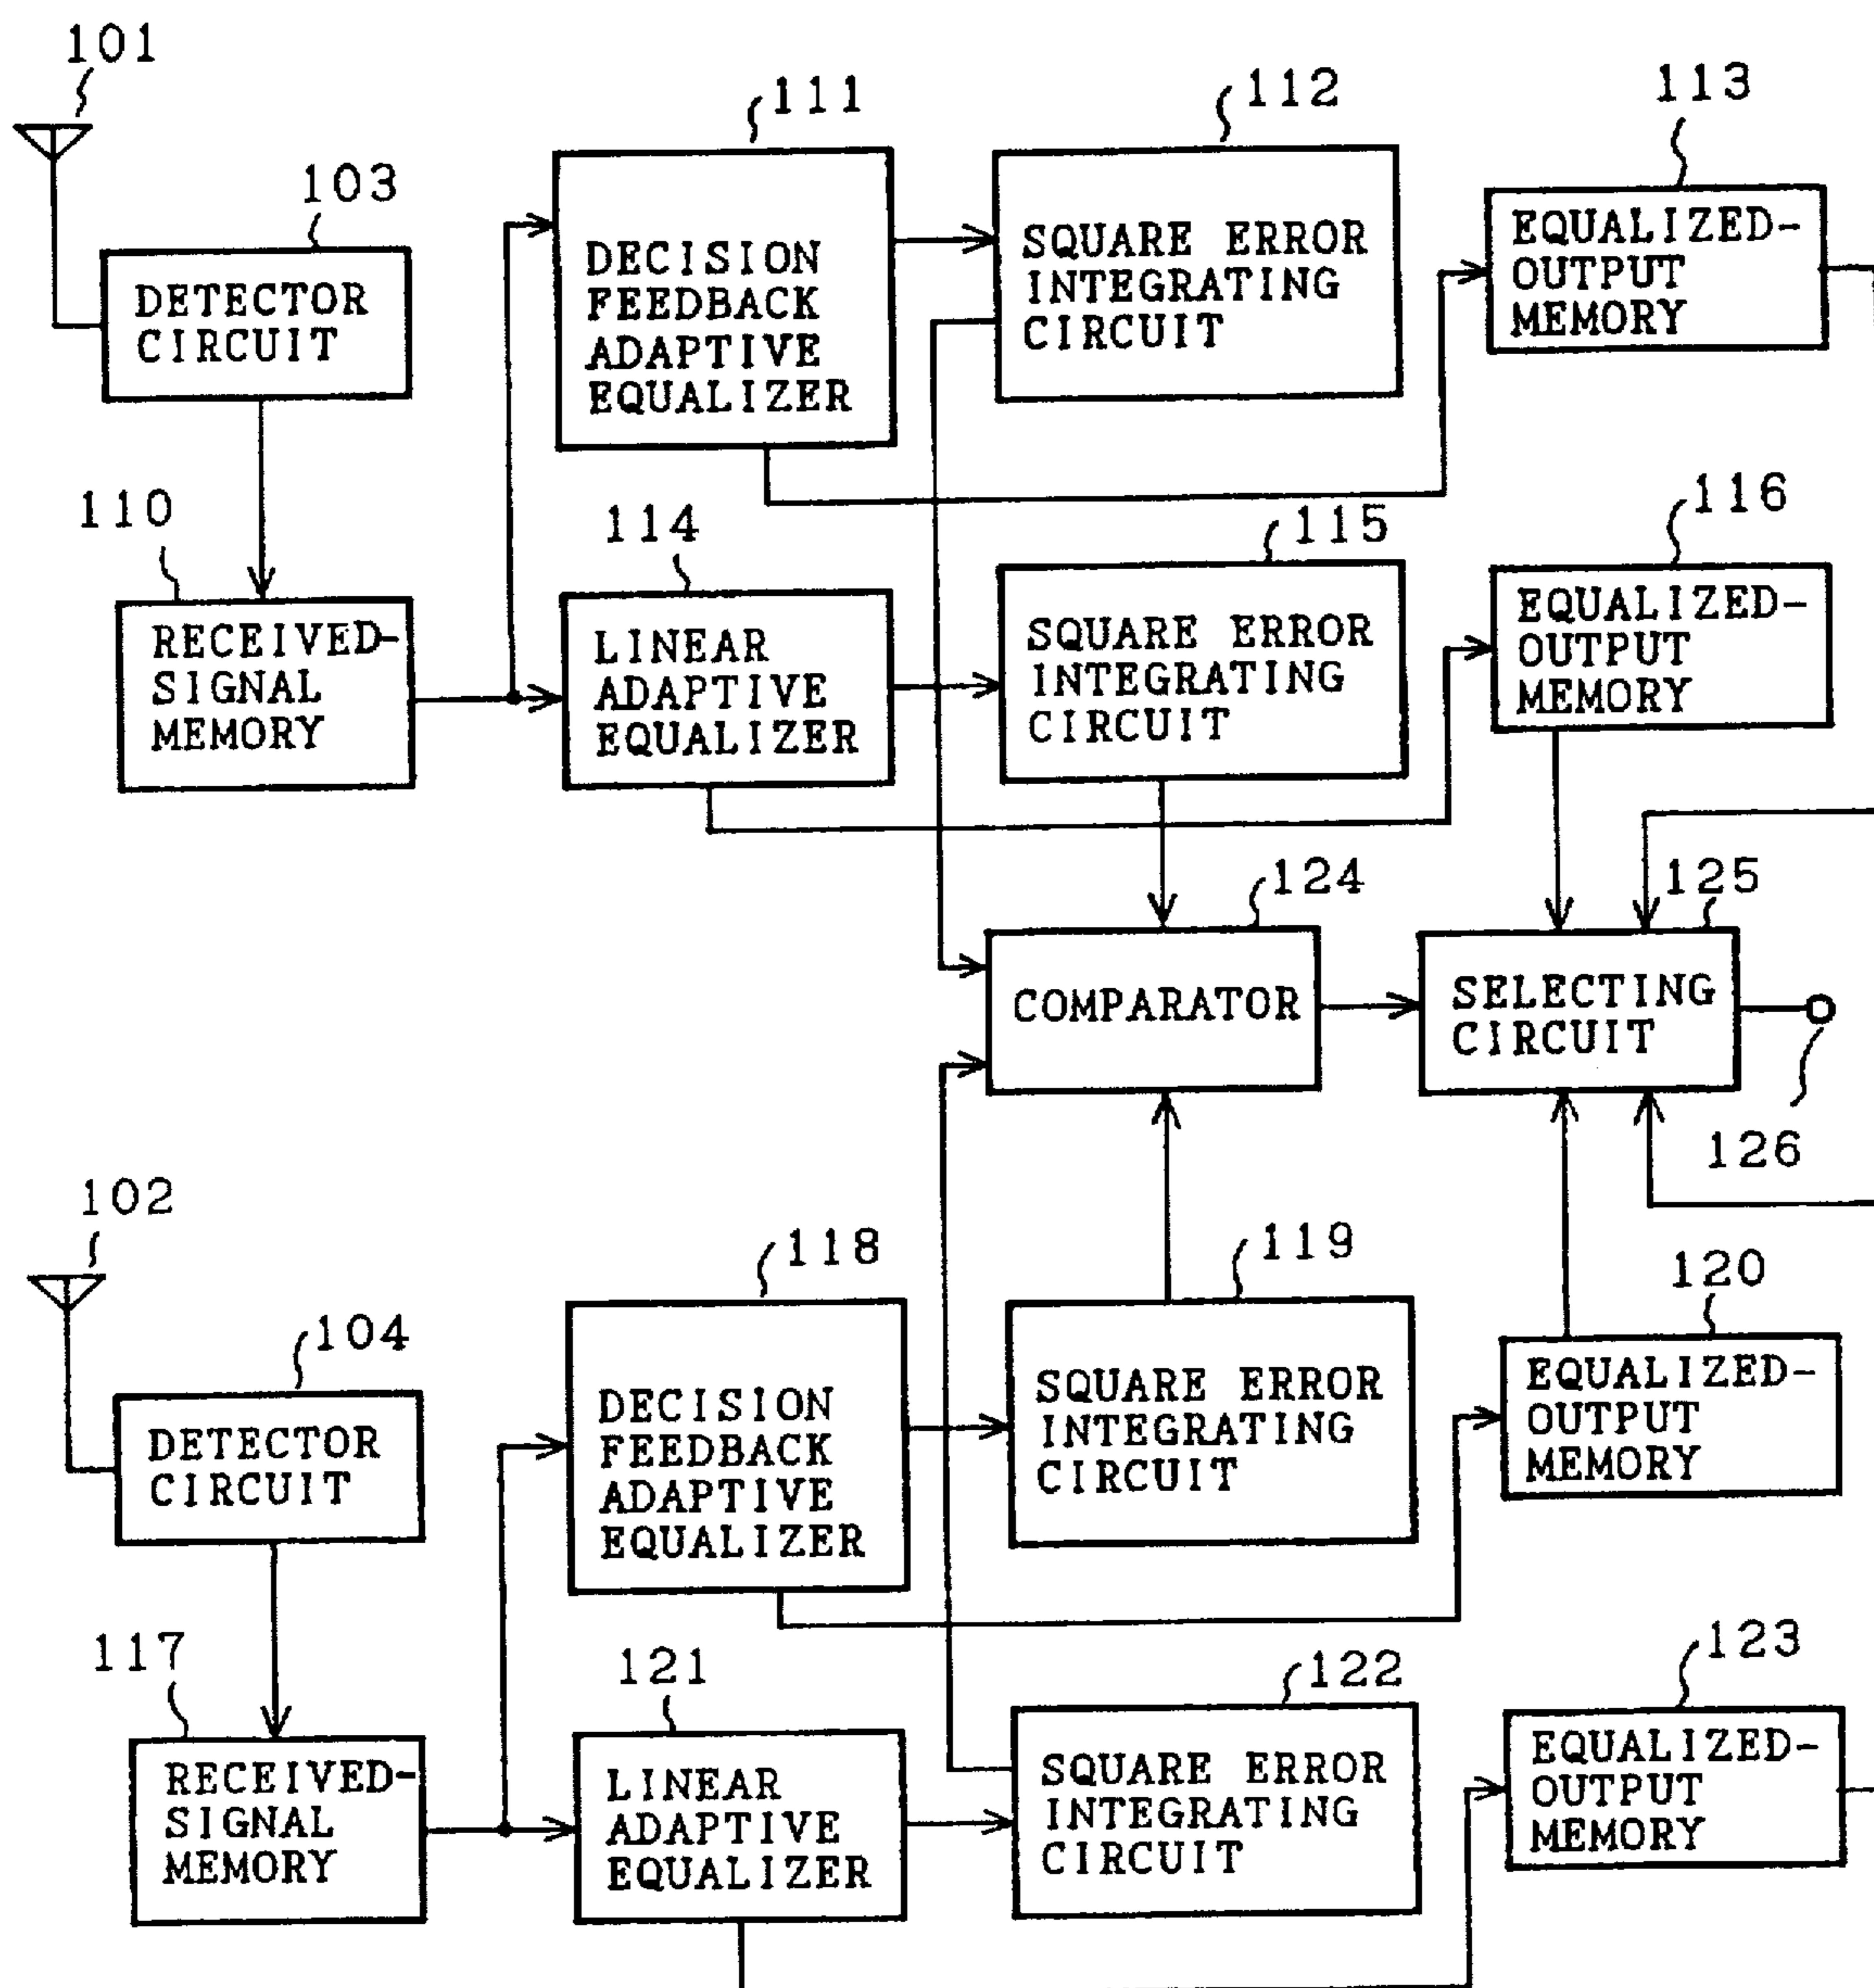 101
111
112
113
103
DETECTOR
CIRCUIT
DECISION
FEEDBACK
ADAPTIVE
EQUALIZER
SQUARE ERROR
INTEGRATING
CIRCUIT
EQUALIZED-
OUTPUT
MEMORY
110
114
115
116
RECEIVED-
SIGNAL
MEMORY
LINEAR
ADAPTIVE
EQUALIZER
SQUARE ERROR
INTEGRATING
CIRCUIT
EQUALIZED-
OUTPUT
MEMORY
124
125
COMPARATOR
SELECTING
CIRCUIT
126
102
118
119
120
104
DETECTOR
CIRCUIT
DECISION
FEEDBACK
ADAPTIVE
EQUALIZER
SQUARE ERROR
INTEGRATING
CIRCUIT
EQUALIZED-
OUTPUT
MEMORY
117
121
122
123
RECEIVED-
SIGNAL
MEMORY
LINEAR
ADAPTIVE
EQUALIZER
SQUARE ERROR
INTEGRATING
CIRCUIT
EQUALIZED-
OUTPUT
MEMORY